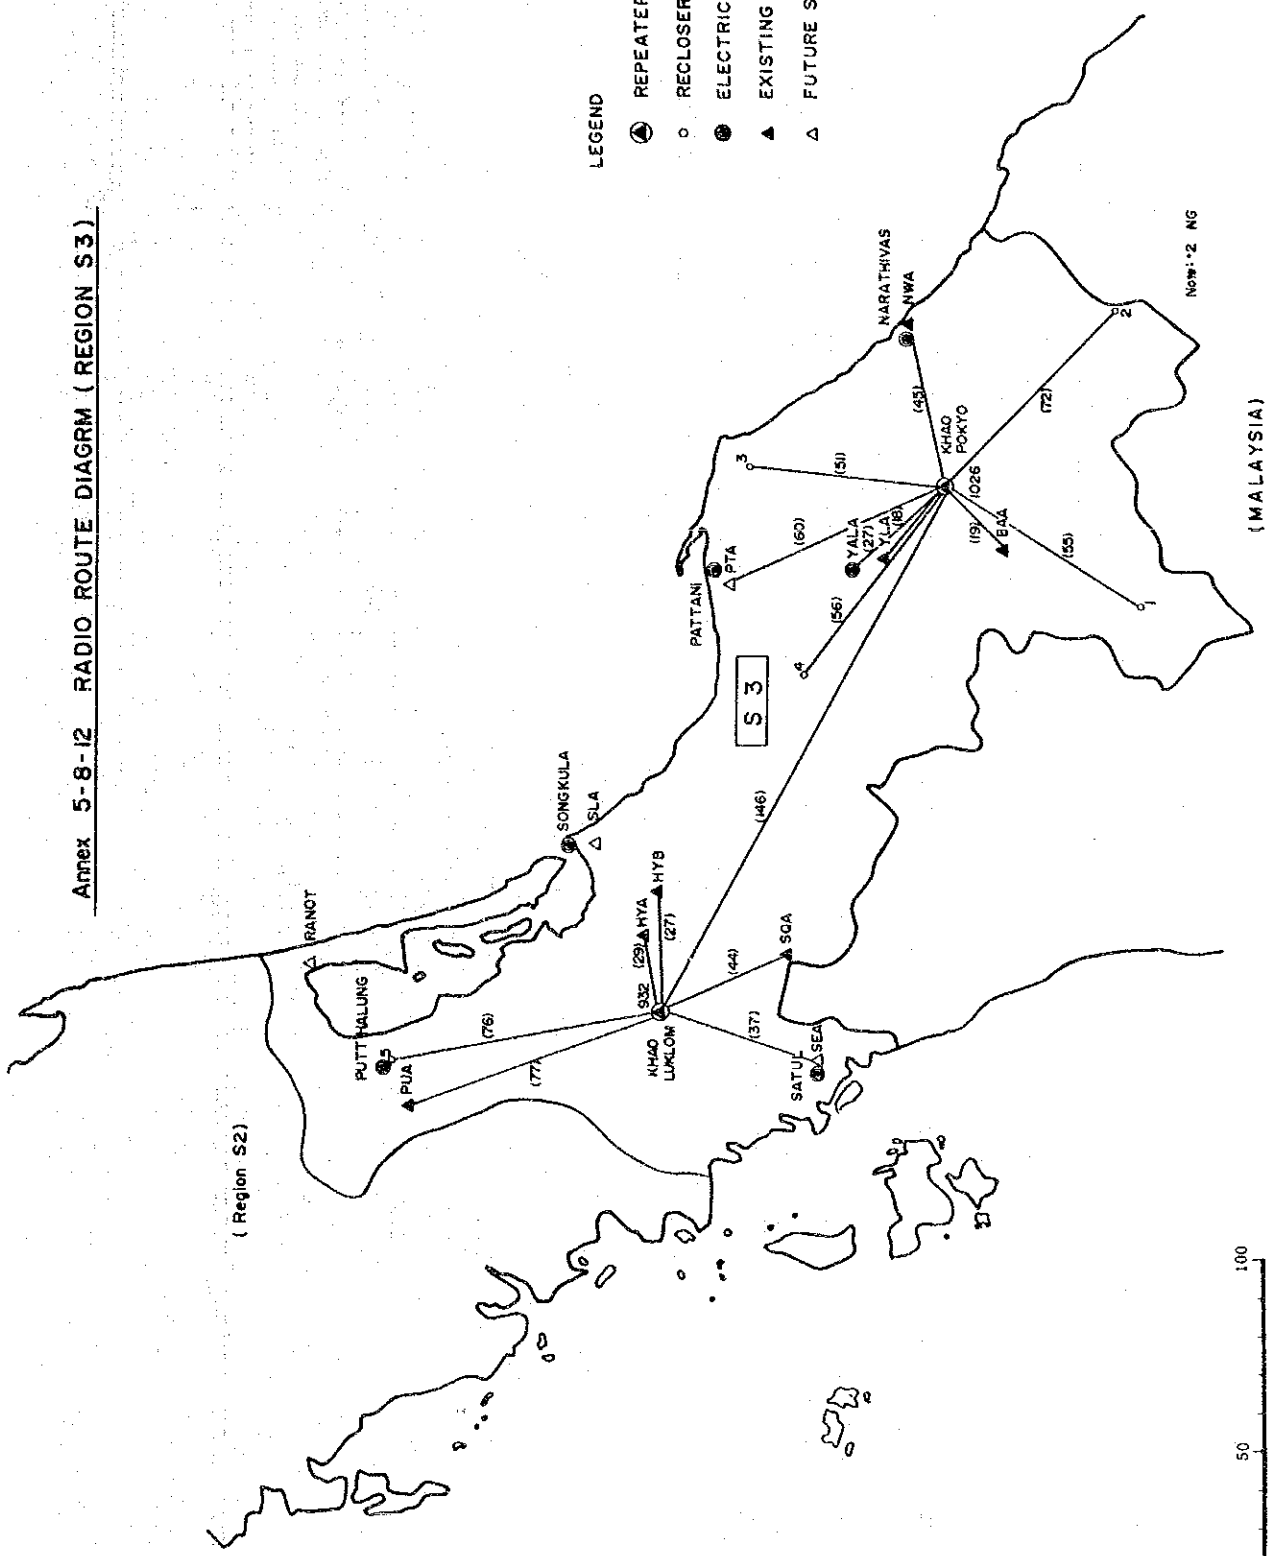 Annex 5-8-12 RADIO ROUTE DIAGRM ( REGION S3 )
LEGEND
REPEATER
RECLOSER
ELECTRIC
EXISTING
FUTURE S
(Region S2)
RANOT
PUTTHALUNG
5
PUA
(76)
(77)
SONGKULA
SLA
HYA
HYB
(29)
(27)
932
KHAO
LUKLOM
(44)
SQA
(37)
SATUL
SEA
(146)
S 3
PATTANI
PTA
3
(51)
(60)
YALA
(27)
YLA
(18)
(56)
4
NARATHIVAS
NWA
(45)
KHAO
POKYO
1026
(72)
2
(19)
BAA
(55)
1
Note: *2 NG
(MALAYSIA)
50
100